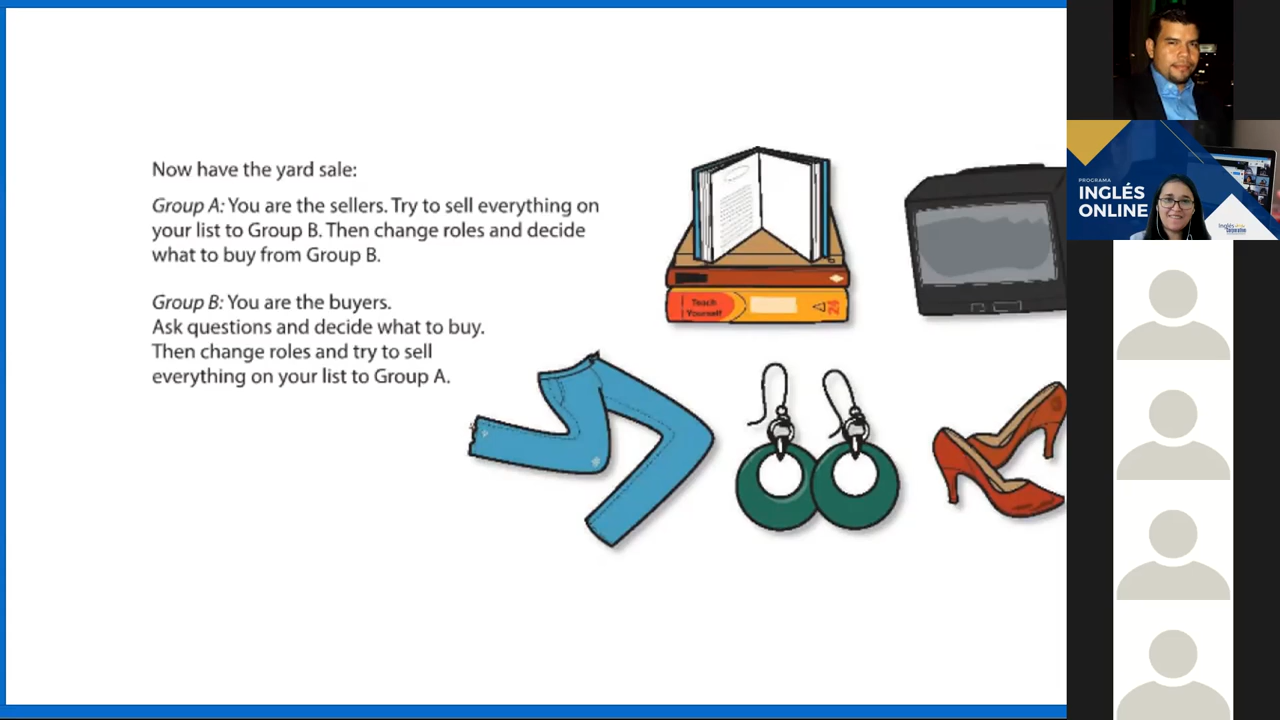 Now have the yard sale:
Group A: You are the sellers. Try to sell everything on
your list to Group B. Then change roles and decide
what to buy from Group B.
Group B: You are the buyers.
Ask questions and decide what to buy.
Then change roles and try to sell
everything on your list to Group A.
Teach
Yourself
24
PROGRAMA
INGLÉS
ONLINE
Inglés